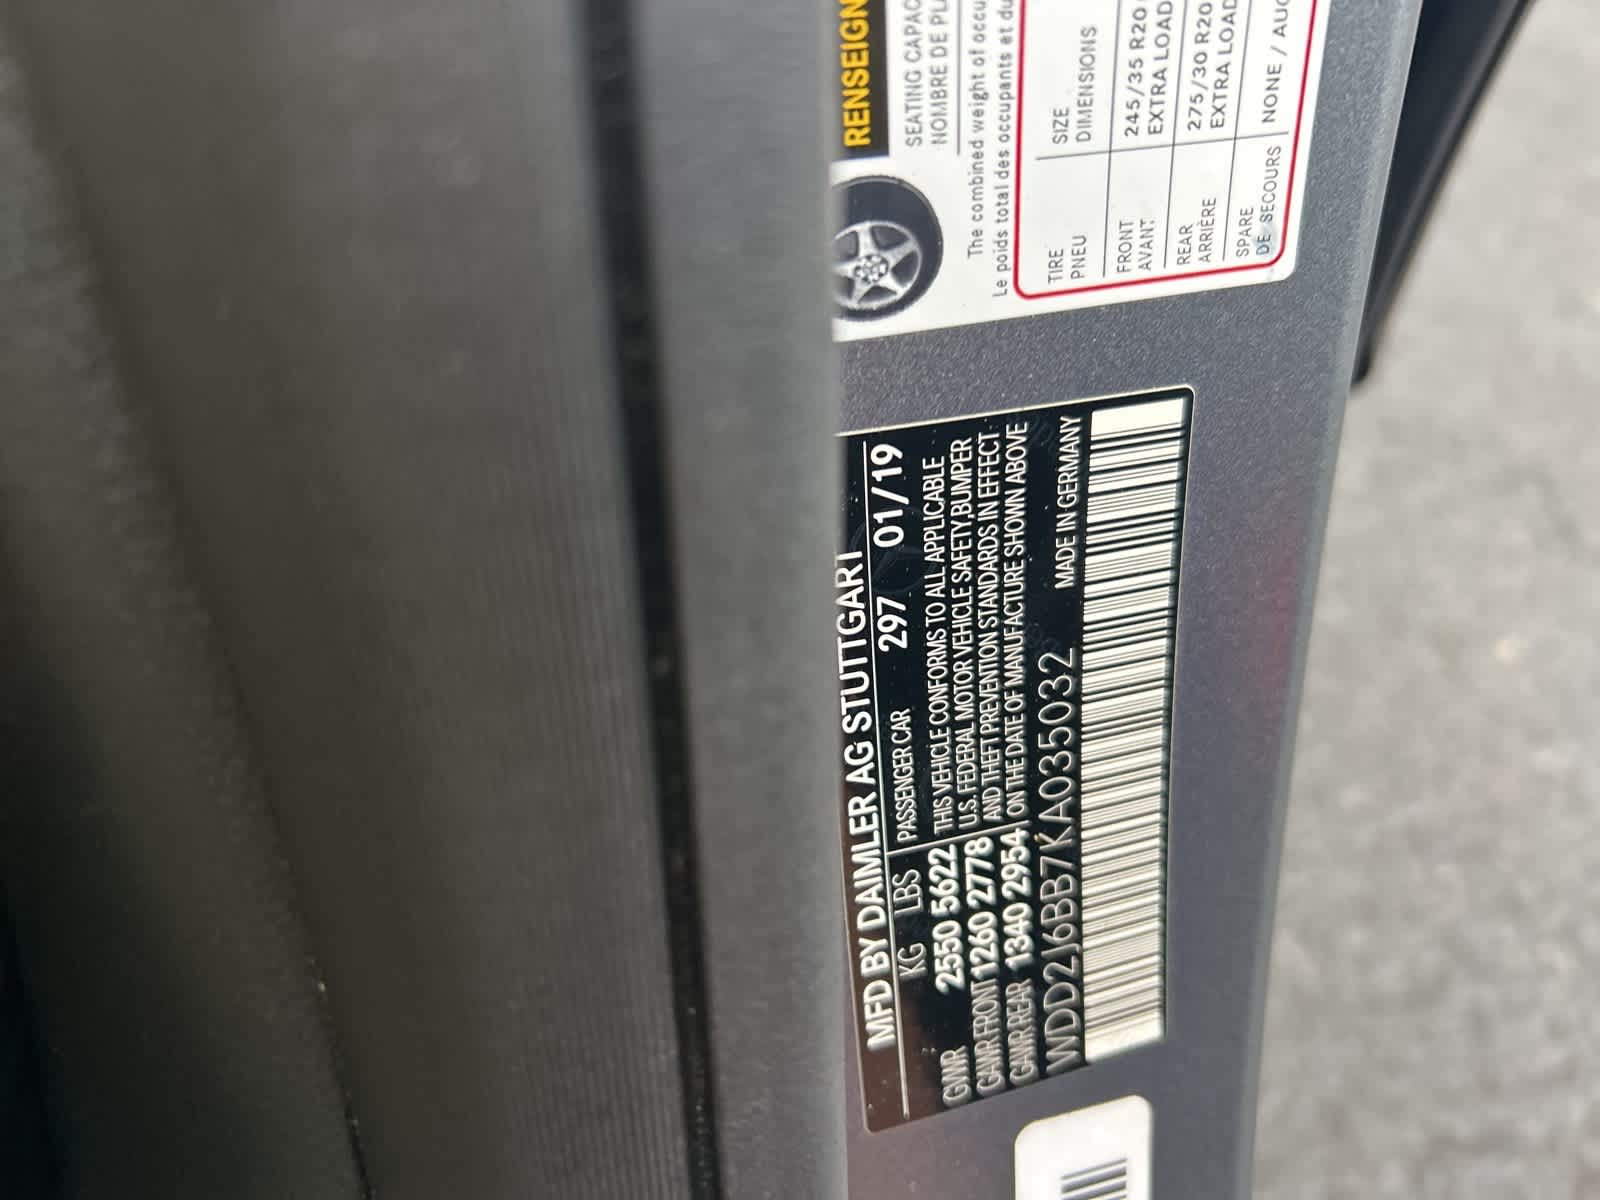 MFD BY DAIMLER AG STUTTGART
KG LBS PASSENGER CAR 297 01/19
GVWR 2550 5622 THIS VEHICLE CONFORMS TO ALL APPLICABLE
GAWR FRONT 1260 2778 U.S. FEDERAL MOTOR VEHICLE SAFETY, BUMPER
GAWR REAR 1340 2954 AND THEFT PREVENTION STANDARDS IN EFFECT
ON THE DATE OF MANUFACTURE SHOWN ABOVE
WDD2J6BB7KA035032 MADE IN GERMANY
RENSEIGN
SEATING CAPAC
NOMBRE DE PL
The combined weight of occu
Le poids total des occupants et du
TIRE SIZE
PNEU DIMENSIONS
FRONT 245/35 R20
AVANT EXTRA LOAD
REAR 275/30 R20
ARRIÈRE EXTRA LOAD
SPARE NONE / AUC
DE SECOURS